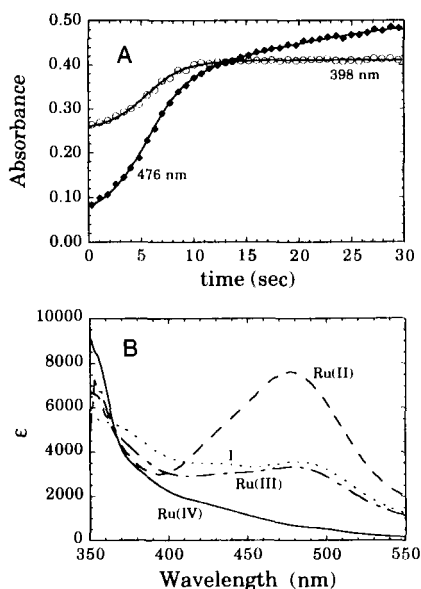 A
0.50
0.40
0.30
0.20
0.10
0.00
Absorbance
398 nm
476 nm
0 5 10 15 20 25 30
time (sec)
B
10000
8000
6000
4000
2000
0
ε
Ru(II)
I
Ru(III)
Ru(IV)
350 400 450 500 550
Wavelength (nm)